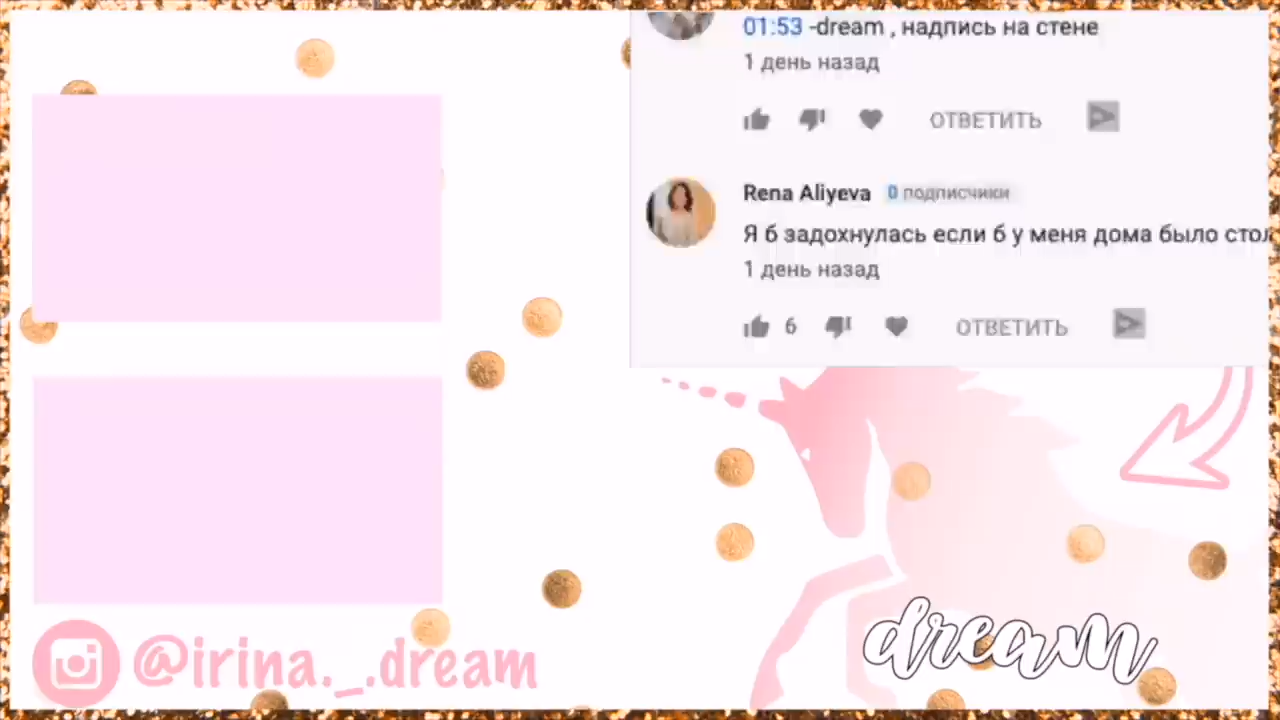 01:53 -dream , надпись на стене
1 день назад
ОТВЕТИТЬ
Rena Aliyeva 0 подписчики
Я б задохнулась если б у меня дома было
1 день назад
6 ОТВЕТИТЬ
@irina._.dream
dream